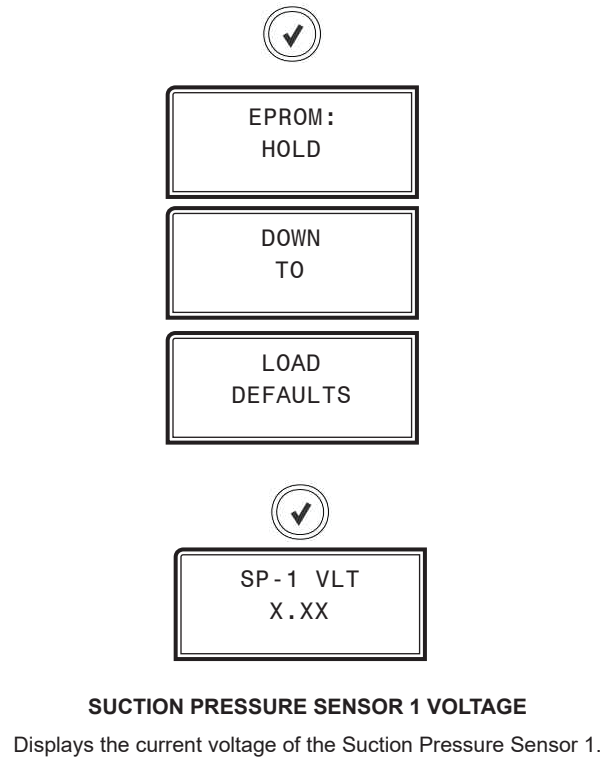 EPROM:
HOLD
DOWN
TO
LOAD
DEFAULTS
SP-1 VLT
X.XX
SUCTION PRESSURE SENSOR 1 VOLTAGE
Displays the current voltage of the Suction Pressure Sensor 1.